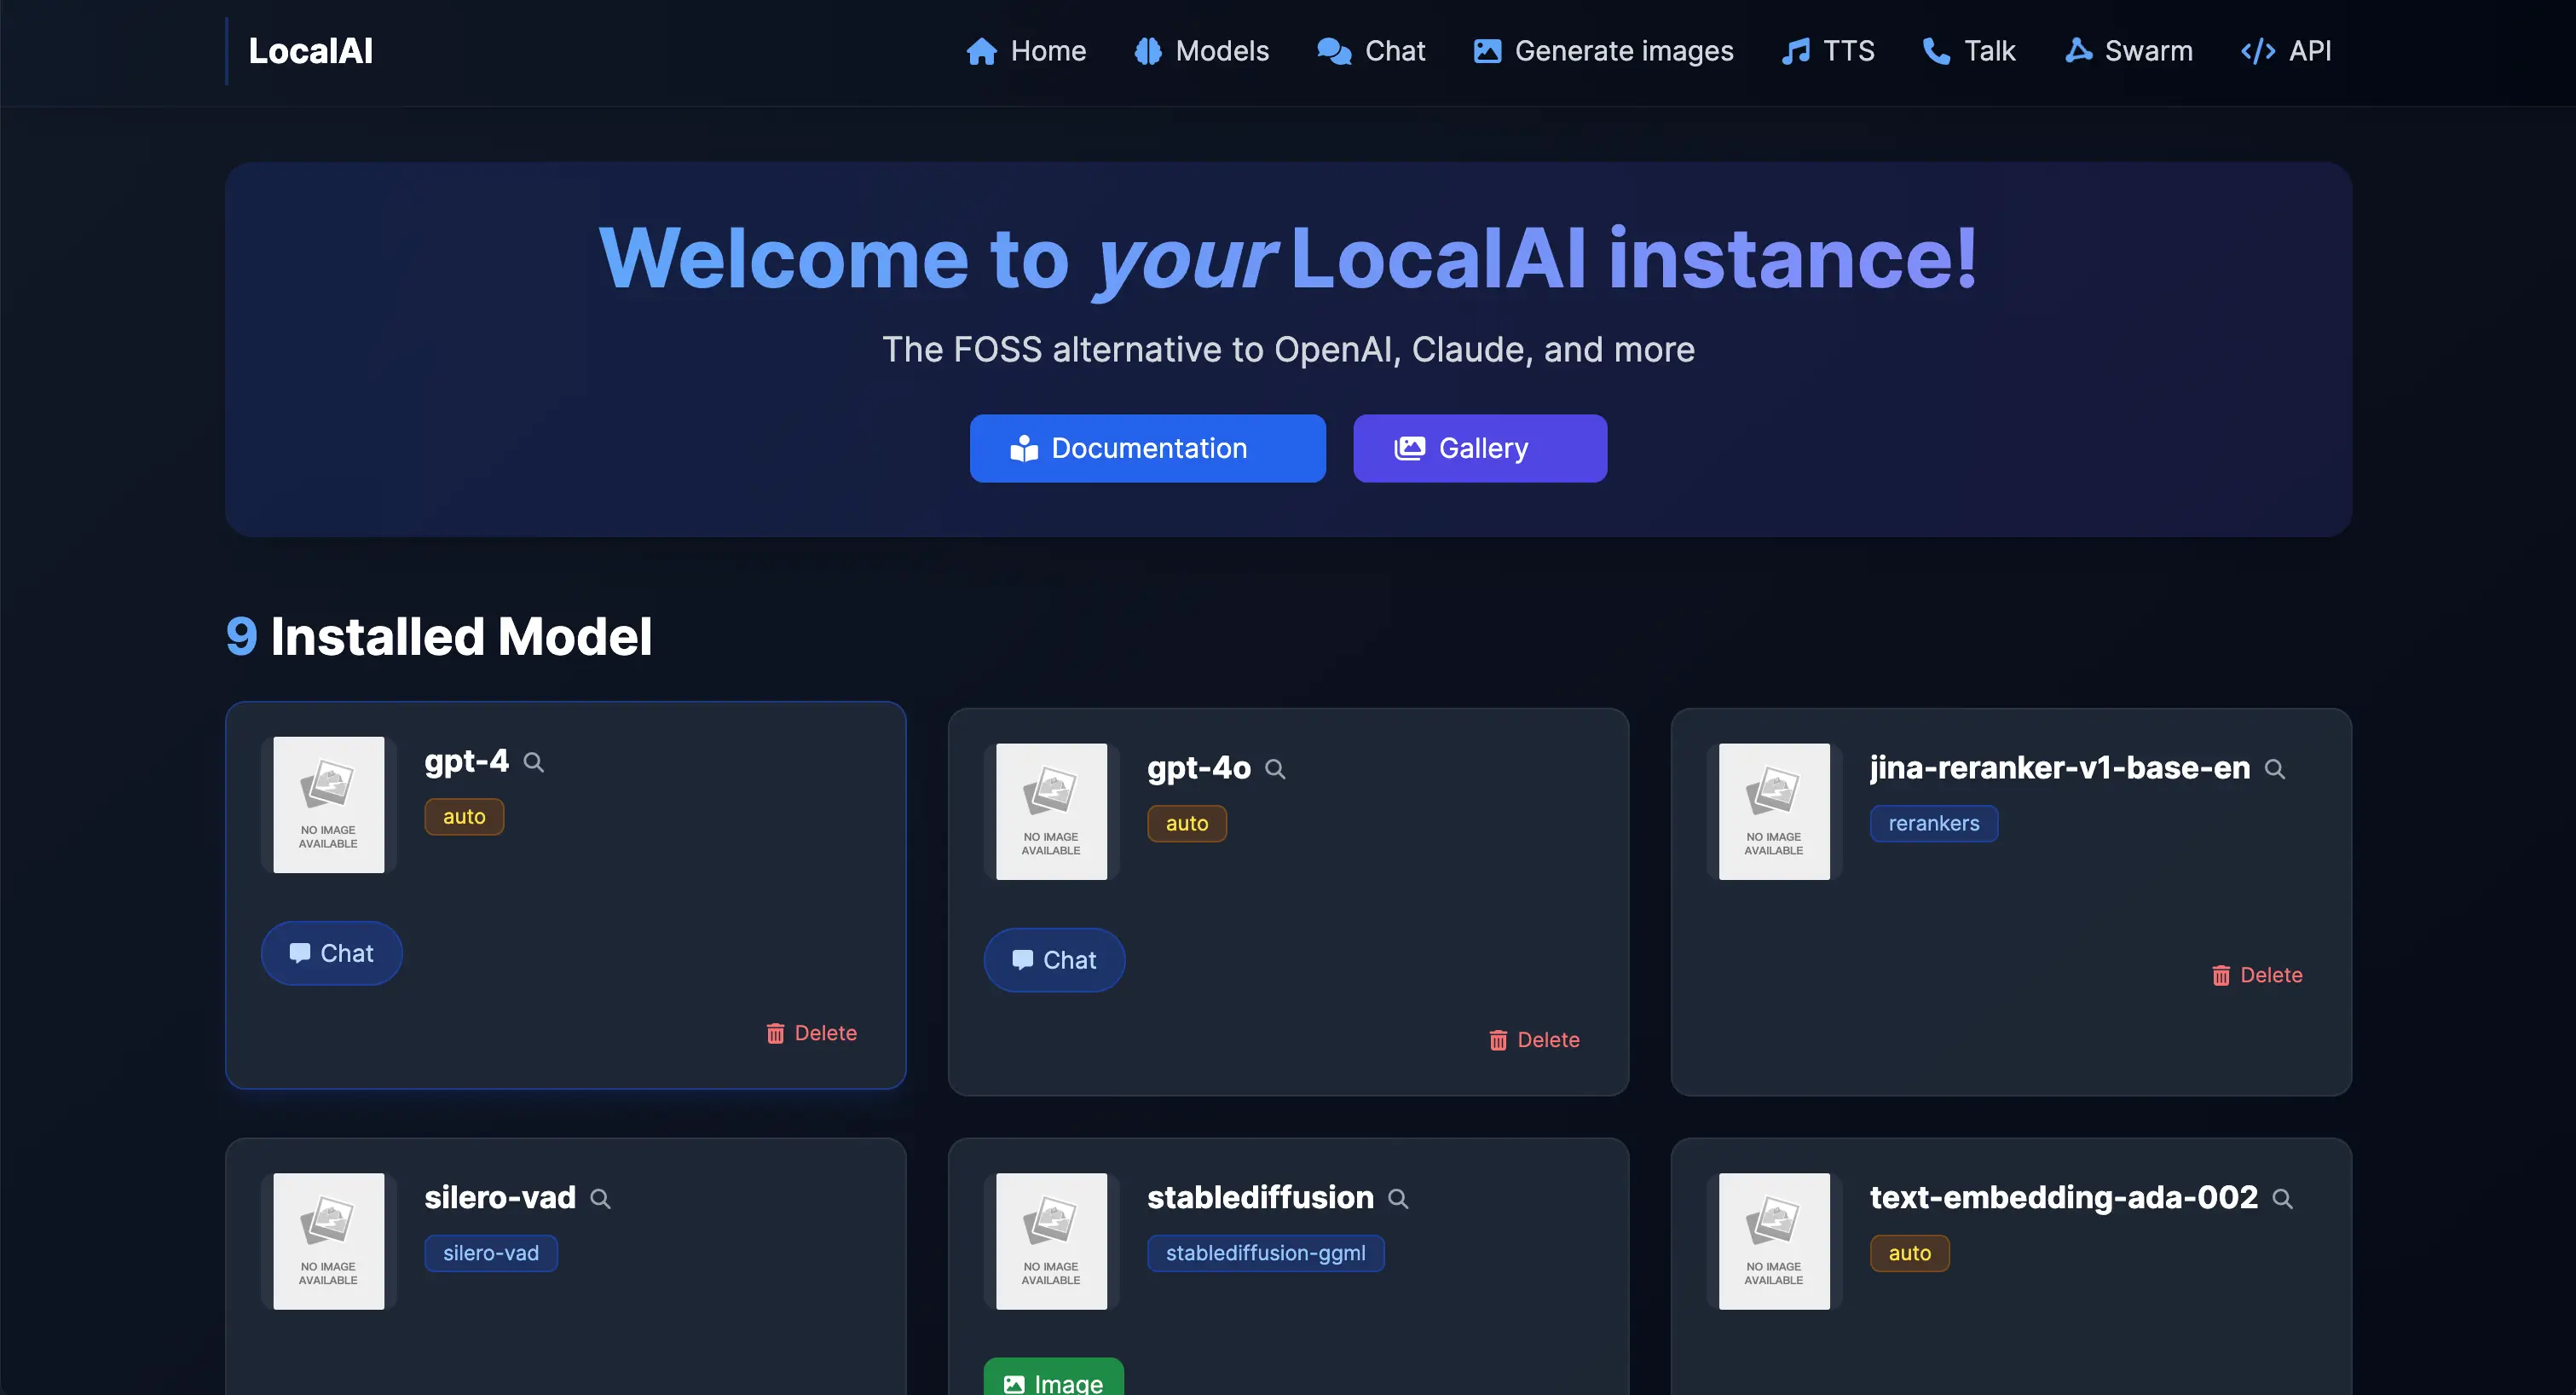 LocalAI
Home Models Chat Generate images TTS Talk Swarm API
Welcome to your LocalAI instance!
The FOSS alternative to OpenAI, Claude, and more
Documentation Gallery
9 Installed Model
gpt-4
auto
NO IMAGE
AVAILABLE
Chat
Delete
gpt-4o
auto
NO IMAGE
AVAILABLE
Chat
Delete
jina-reranker-v1-base-en
rerankers
NO IMAGE
AVAILABLE
Delete
silero-vad
silero-vad
NO IMAGE
AVAILABLE
stablediffusion
stablediffusion-ggml
NO IMAGE
AVAILABLE
Image
text-embedding-ada-002
auto
NO IMAGE
AVAILABLE